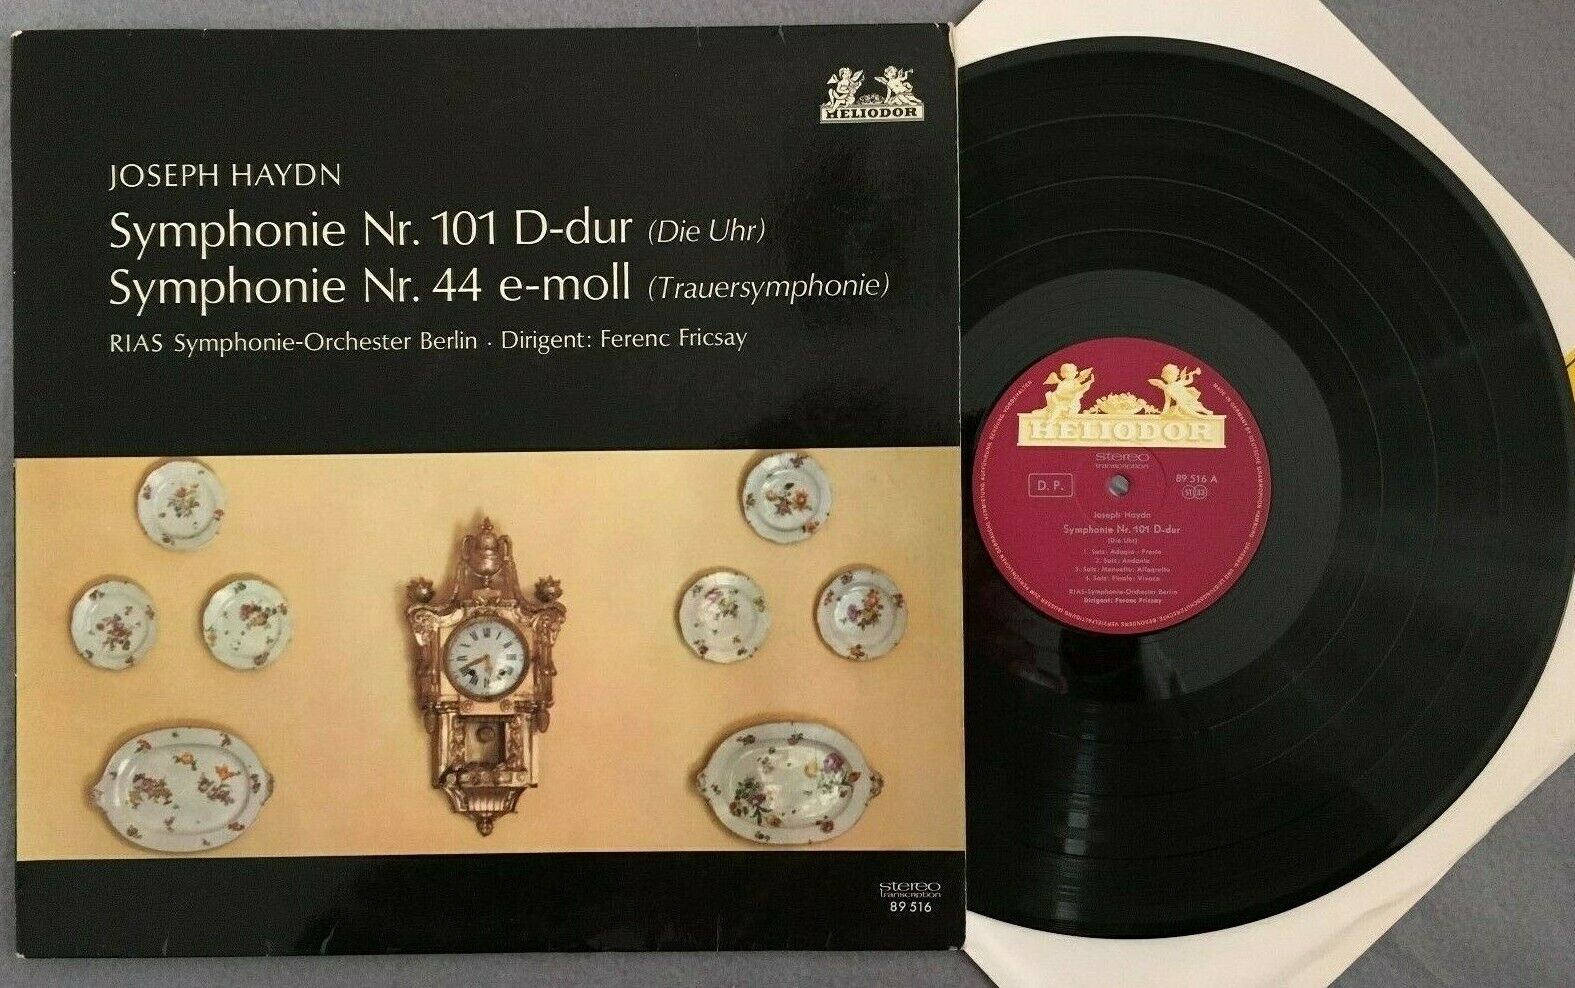 HELIODOR
JOSEPH HAYDN
Symphonie Nr. 101 D-dur (Die Uhr)
Symphonie Nr. 44 e-moll (Trauersymphonie)
RIAS Symphonie-Orchester Berlin · Dirigent: Ferenc Fricsay
stereo
transcription
89 516
HELIODOR
stereo
transcription
D. P.
89 516 A
ST 33
Joseph Haydn
Symphonie Nr. 101 D-dur
(Die Uhr)
1. Satz: Adagio - Presto
2. Satz: Andante
3. Satz: Menuetto: Allegretto
4. Satz: Finale: Vivace
RIAS-Symphonie-Orchester Berlin
Dirigent: Ferenc Fricsay